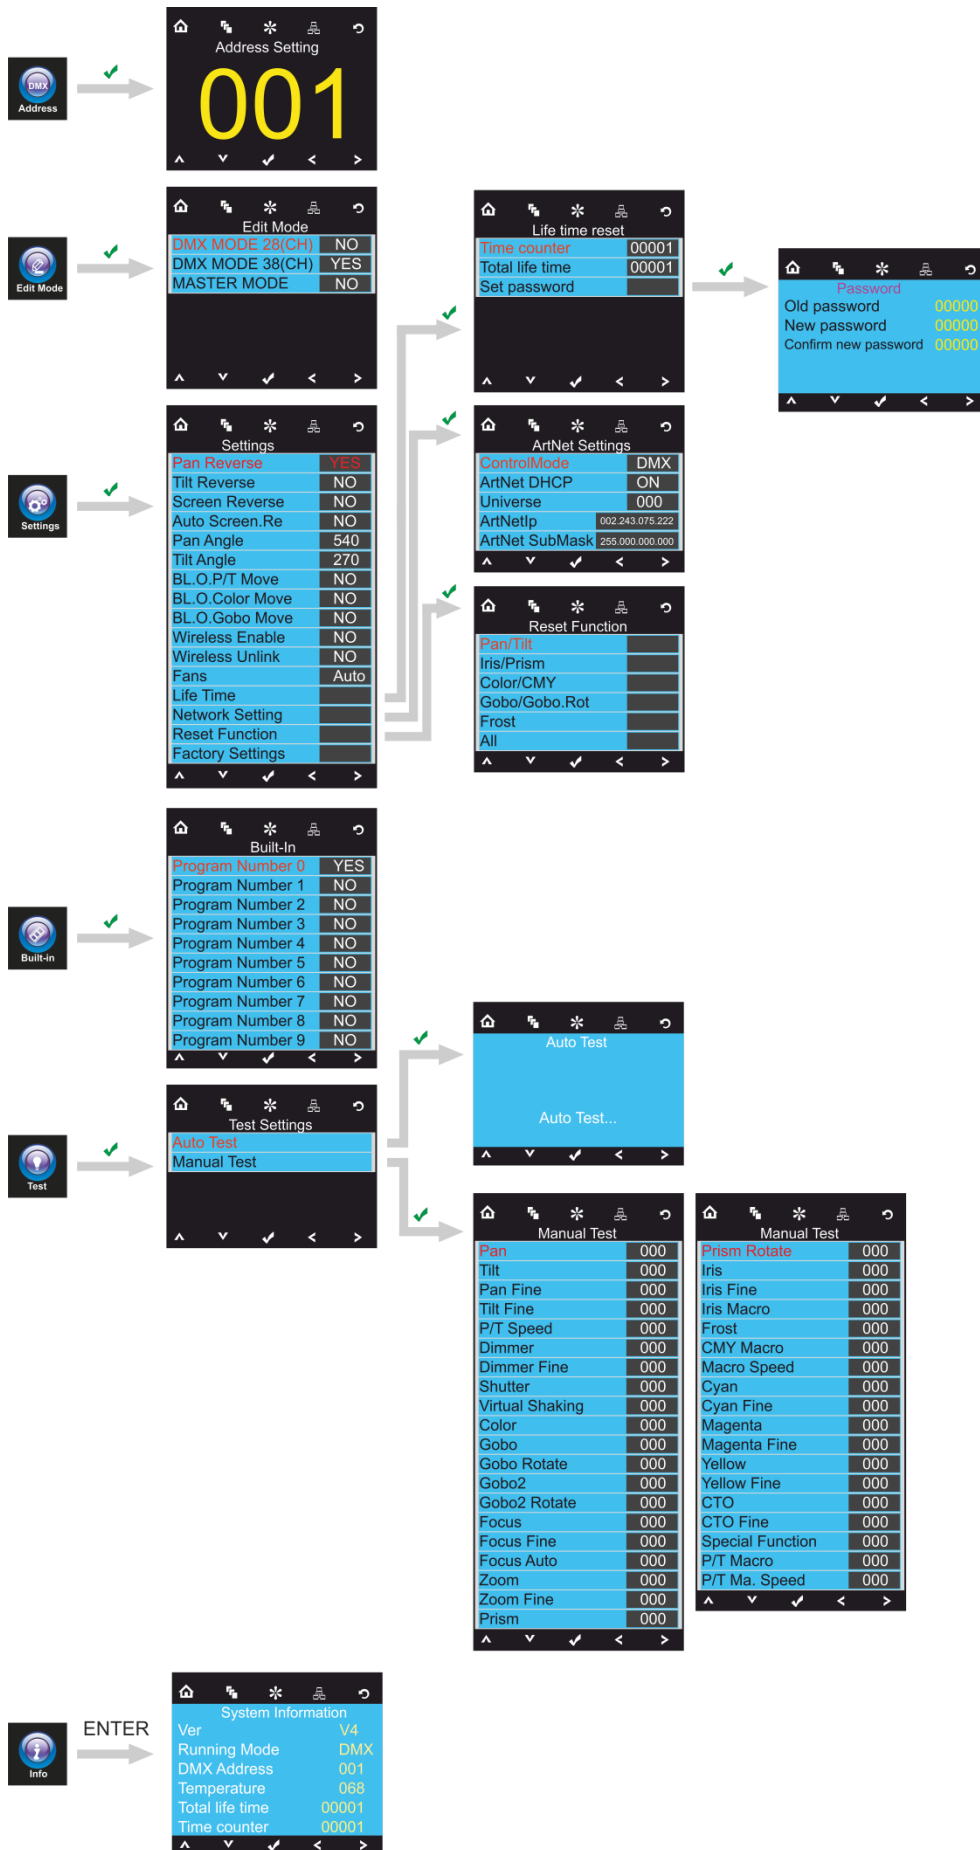 Address Setting
DMX
Address
001
Edit Mode
Edit Mode
DMX MODE 28(CH) NO
DMX MODE 38(CH) YES
MASTER MODE NO
Life time reset
Time counter 00001
Total life time 00001
Set password
Password
Old password 00000
New password 00000
Confirm new password 00000
Settings
Settings
Pan Reverse YES
Tilt Reverse NO
Screen Reverse NO
Auto Screen.Re NO
Pan Angle 540
Tilt Angle 270
BL.O.P/T Move NO
BL.O.Color Move NO
BL.O.Gobo Move NO
Wireless Enable NO
Wireless Unlink NO
Fans Auto
Life Time
Network Setting
Reset Function
Factory Settings
ArtNet Settings
ControlMode DMX
ArtNet DHCP ON
Universe 000
ArtNetIp 002.243.075.222
ArtNet SubMask 255.000.000.000
Reset Function
Pan/Tilt
Iris/Prism
Color/CMY
Gobo/Gobo.Rot
Frost
All
Built-in
Built-In
Program Number 0 YES
Program Number 1 NO
Program Number 2 NO
Program Number 3 NO
Program Number 4 NO
Program Number 5 NO
Program Number 6 NO
Program Number 7 NO
Program Number 8 NO
Program Number 9 NO
Test
Test Settings
Auto Test
Manual Test
Auto Test
Auto Test...
Manual Test
Pan 000
Tilt 000
Pan Fine 000
Tilt Fine 000
P/T Speed 000
Dimmer 000
Dimmer Fine 000
Shutter 000
Virtual Shaking 000
Color 000
Gobo 000
Gobo Rotate 000
Gobo2 000
Gobo2 Rotate 000
Focus 000
Focus Fine 000
Focus Auto 000
Zoom 000
Zoom Fine 000
Prism 000
Manual Test
Prism Rotate 000
Iris 000
Iris Fine 000
Iris Macro 000
Frost 000
CMY Macro 000
Macro Speed 000
Cyan 000
Cyan Fine 000
Magenta 000
Magenta Fine 000
Yellow 000
Yellow Fine 000
CTO 000
CTO Fine 000
Special Function 000
P/T Macro 000
P/T Ma. Speed 000
Info
ENTER
System Information
Ver V4
Running Mode DMX
DMX Address 001
Temperature 068
Total life time 00001
Time counter 00001